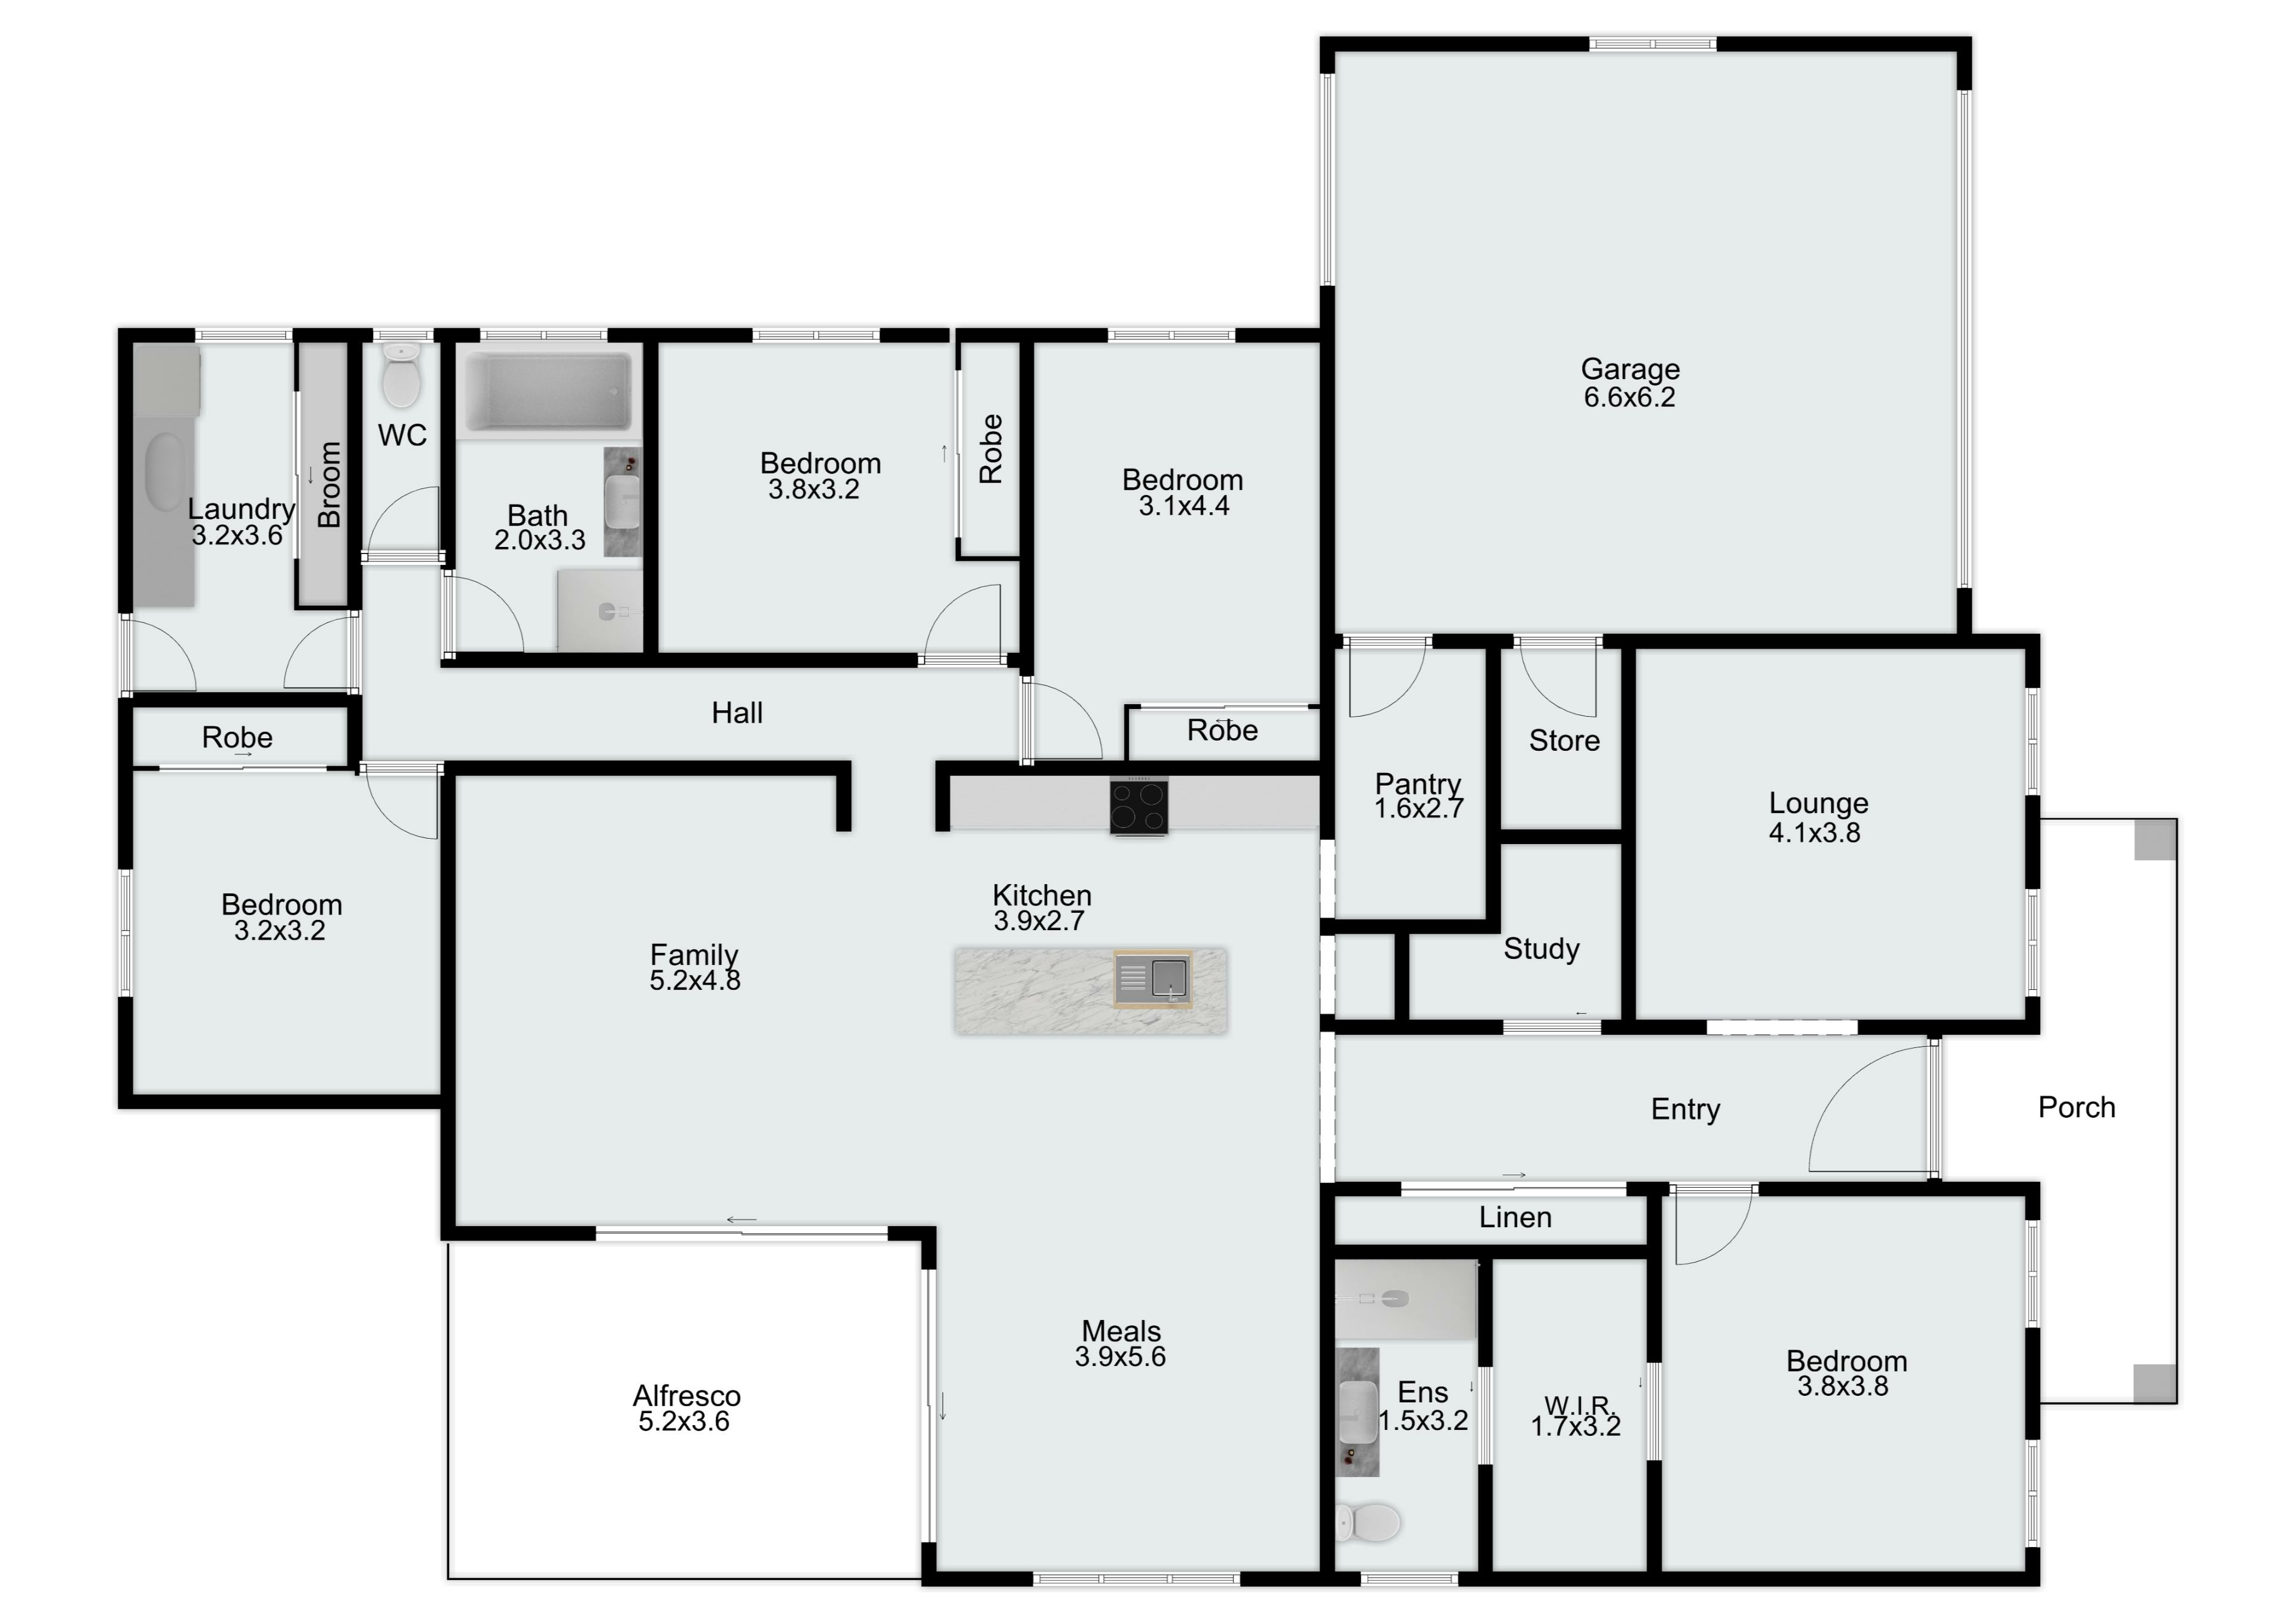 Garage
6.6x6.2
WC
Broom
Laundry
3.2x3.6
Bath
2.0x3.3
Bedroom
3.8x3.2
Robe
Bedroom
3.1x4.4
Hall
Robe
Robe
Store
Pantry
1.6x2.7
Lounge
4.1x3.8
Bedroom
3.2x3.2
Family
5.2x4.8
Kitchen
3.9x2.7
Study
Entry
Porch
Linen
Meals
3.9x5.6
Alfresco
5.2x3.6
Ens
1.5x3.2
W.I.R.
1.7x3.2
Bedroom
3.8x3.8